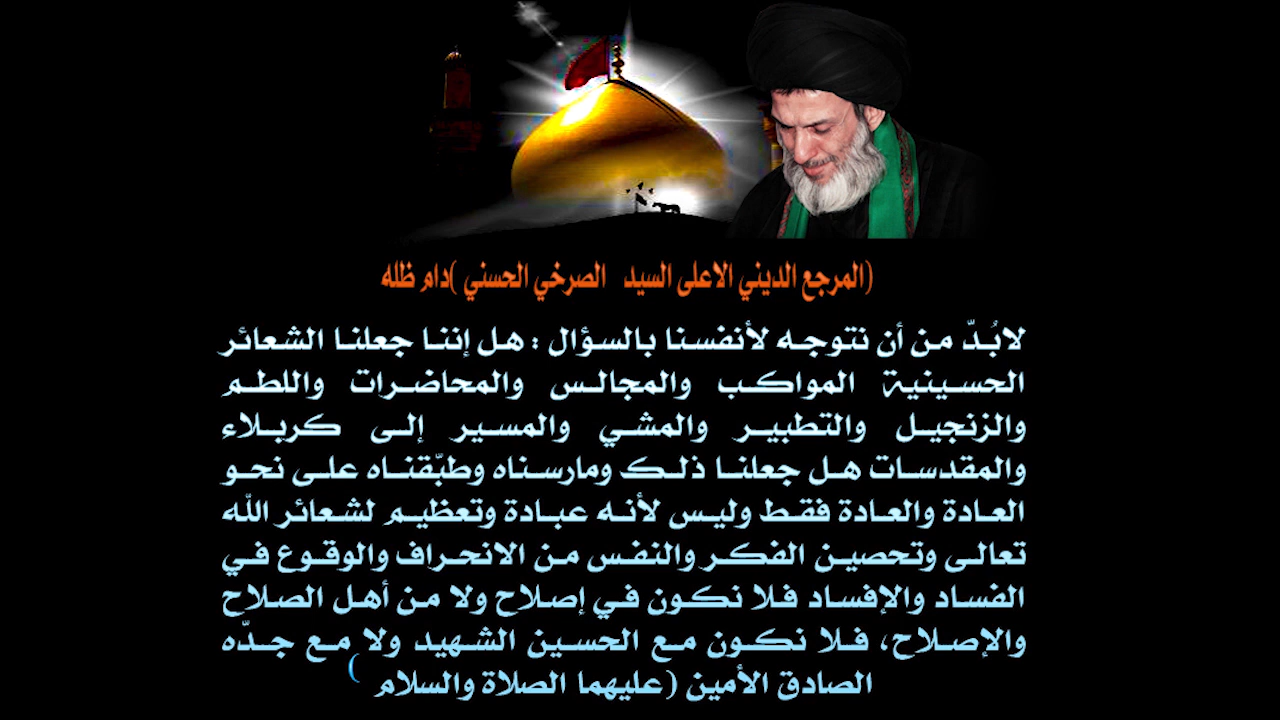 (المرجع الديني الاعلى السيد الصرخي الحسني )دام ظله
لابُدّ من أن نتوجه لأنفسنا بالسؤال : هل إننا جعلنا الشعائر
الحسينية المواكب والمجالس والمحاضرات واللطم
والزنجيل والتطبير والمشي والمسير إلى كربلاء
والمقدسات هل جعلنا ذلك ومارسناه وطبّقناه على نحو
العادة والعادة فقط وليس لأنه عبادة وتعظيم لشعائر الله
تعالى وتحصين الفكر والنفس من الانحراف والوقوع في
الفساد والإفساد فلا نكون في إصلاح ولا من أهل الصلاح
والإصلاح، فلا نكون مع الحسين الشهيد ولا مع جدّه
الصادق الأمين (عليهما الصلاة والسلام )